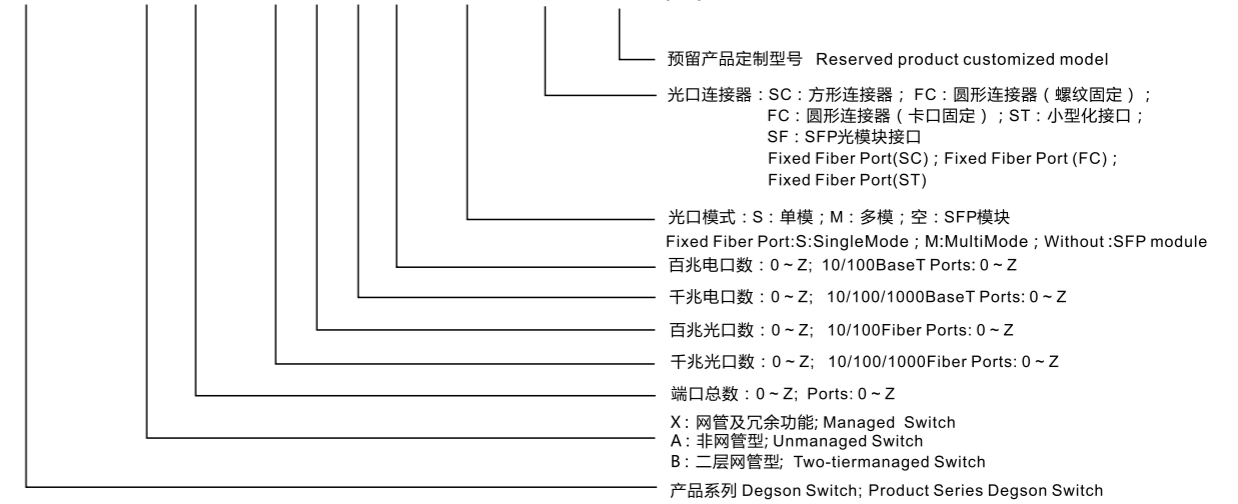 预留产品定制型号 Reserved product customized model
光口连接器：SC：方形连接器； FC：圆形连接器（螺纹固定）；
FC：圆形连接器（卡口固定）；ST：小型化接口；
SF：SFP光模块接口
Fixed Fiber Port(SC)；Fixed Fiber Port (FC)；
Fixed Fiber Port(ST)
光口模式：S：单模；M：多模；空：SFP模块
Fixed Fiber Port:S:SingleMode；M:MultiMode；Without :SFP module
百兆电口数：0~Z; 10/100BaseT Ports: 0~Z
千兆电口数：0~Z; 10/100/1000BaseT Ports: 0~Z
百兆光口数：0~Z; 10/100Fiber Ports: 0~Z
千兆光口数：0~Z; 10/100/1000Fiber Ports: 0~Z
端口总数：0~Z; Ports: 0~Z
X：网管及冗余功能; Managed Switch
A：非网管型; Unmanaged Switch
B：二层网管型; Two-tiermanaged Switch
产品系列 Degson Switch; Product Series Degson Switch